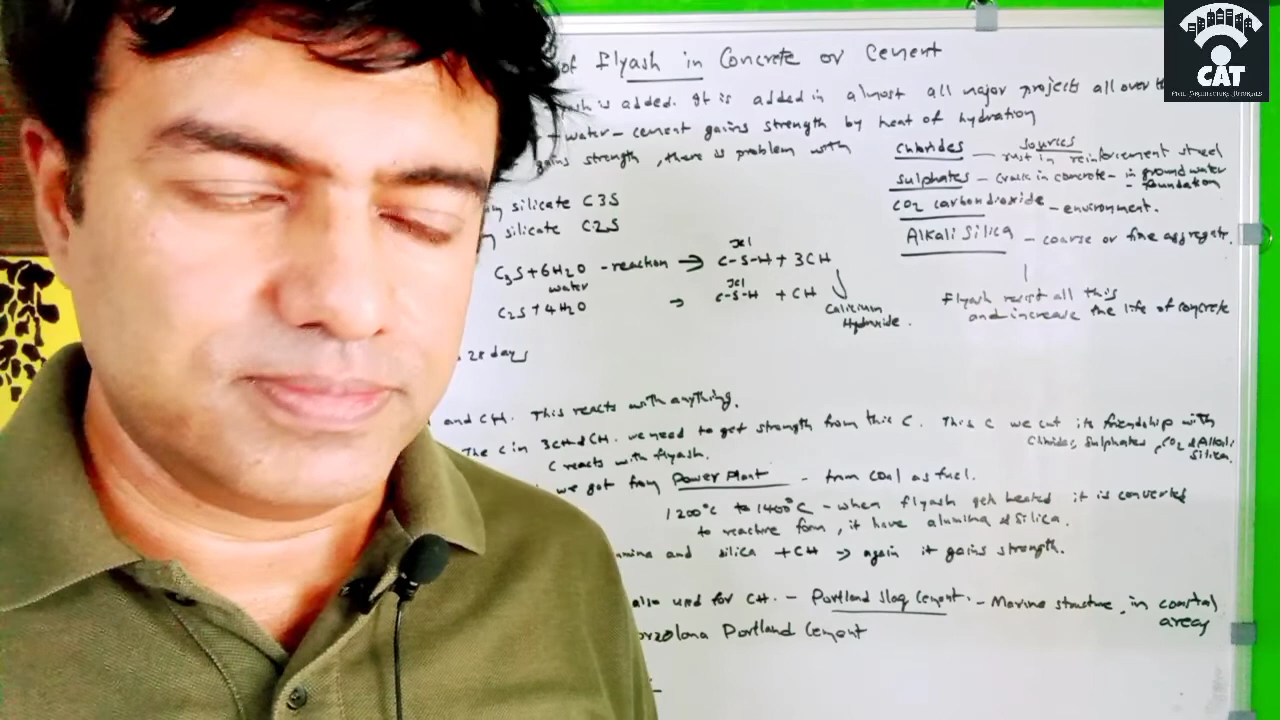 CAT
CIVIL ARCHITECTURE TUTORIALS
of Flyash in Concrete or Cement
is added. It is added in almost all major projects all over
+ water - cement gains strength by heat of hydration
gains strength, there is problem with
chlorides - rust in reinforcement steel
sources
sulphates - crack in concrete - in ground water
- foundation
CO2 carbondioxide - environment.
Alkali Silica - coarse or fine aggregate.
Flyash resist all this
and increase the life of concrete
silicate C3S
silicate C2S
C3S + 6H2O - reaction → Jel C-S-H + 3CH
water
C2S + 4H2O → Jel C-S-H + CH
Calicium
Hydroxide.
28 days
and CH. This reacts with anything.
The C in 3CH & CH. we need to get strength from this C. This C we cut its friendship with
Chlorides, Sulphates, CO2 & Alkali
Silica.
C reacts with flyash.
we got from Power Plant - from coal as fuel.
1200°C to 1400°C - when flyash get heated it is converted
to reactive form, it have alumina & silica.
and silica + CH → again it gains strength.
also used for CH. - Portland Slag Cement. - Marine structure, in coastal
areas
Portland Cement